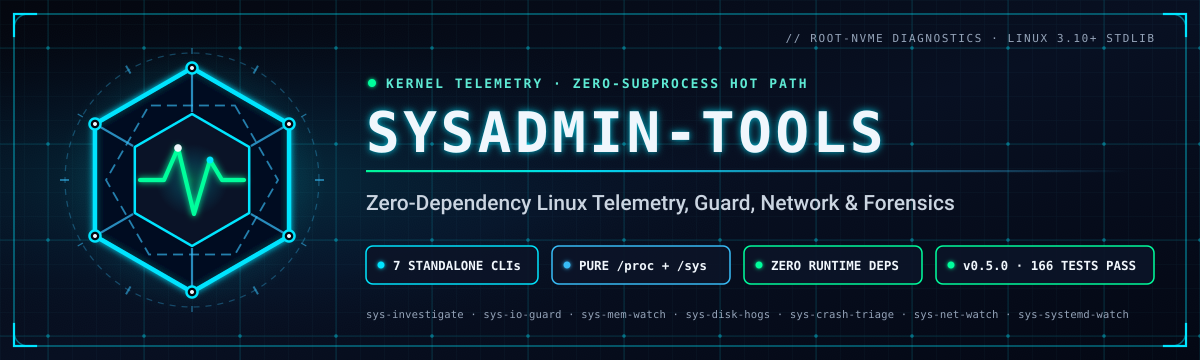 // ROOT-NVME DIAGNOSTICS · LINUX 3.10+ STDLIB
KERNEL TELEMETRY · ZERO-SUBPROCESS HOT PATH
SYSADMIN-TOOLS
Zero-Dependency Linux Telemetry, Guard, Network & Forensics
7 STANDALONE CLIs
PURE /proc + /sys
ZERO RUNTIME DEPS
v0.5.0 · 166 TESTS PASS
sys-investigate · sys-io-guard · sys-mem-watch · sys-disk-hogs · sys-crash-triage · sys-net-watch · sys-systemd-watch